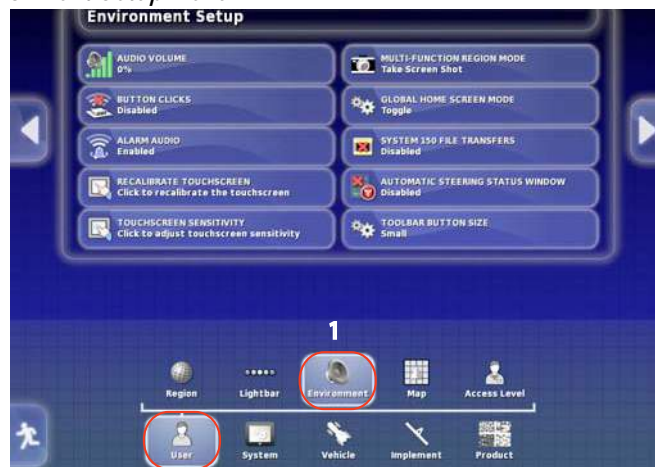 Environment Setup
AUDIO VOLUME
0%
MULTI-FUNCTION REGION MODE
Take Screen Shot
BUTTON CLICKS
Disabled
GLOBAL HOME SCREEN MODE
Toggle
ALARM AUDIO
Enabled
SYSTEM 150 FILE TRANSFERS
Disabled
RECALIBRATE TOUCHSCREEN
Click to recalibrate the touchscreen
AUTOMATIC STEERING STATUS WINDOW
Disabled
TOUCHSCREEN SENSITIVITY
Click to adjust touchscreen sensitivity
TOOLBAR BUTTON SIZE
Small
1
Region Lightbar Environment Map Access Level
User System Vehicle Implement Product